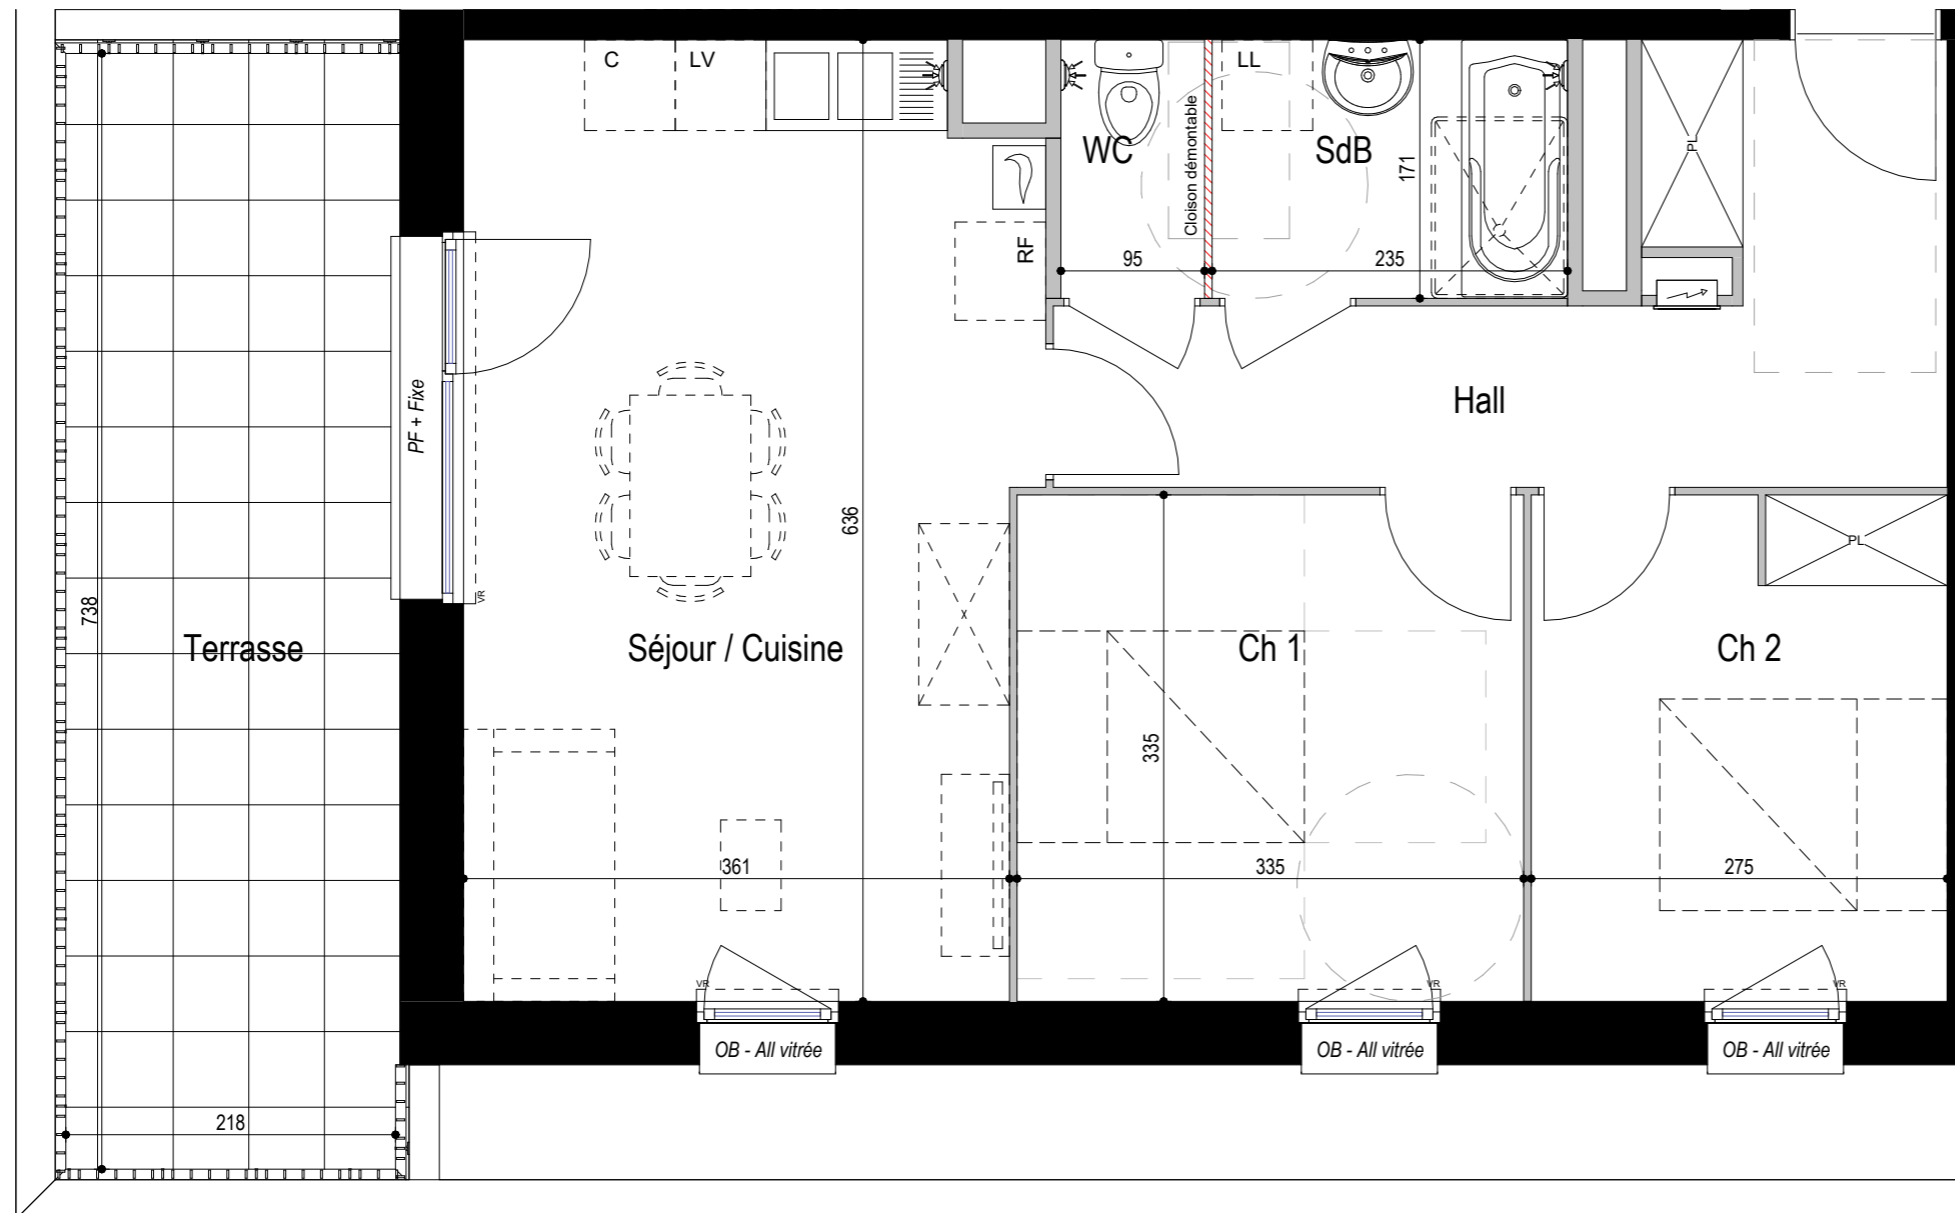 C
LV
LL
WC
Cloison démontable
SdB
171
PL
RF
95
235
PF + Fixe
Hall
VR
636
738
Terrasse
Séjour / Cuisine
X
Ch 1
335
PL
Ch 2
361
335
275
VR
VR
VR
OB - All vitrée
OB - All vitrée
OB - All vitrée
218